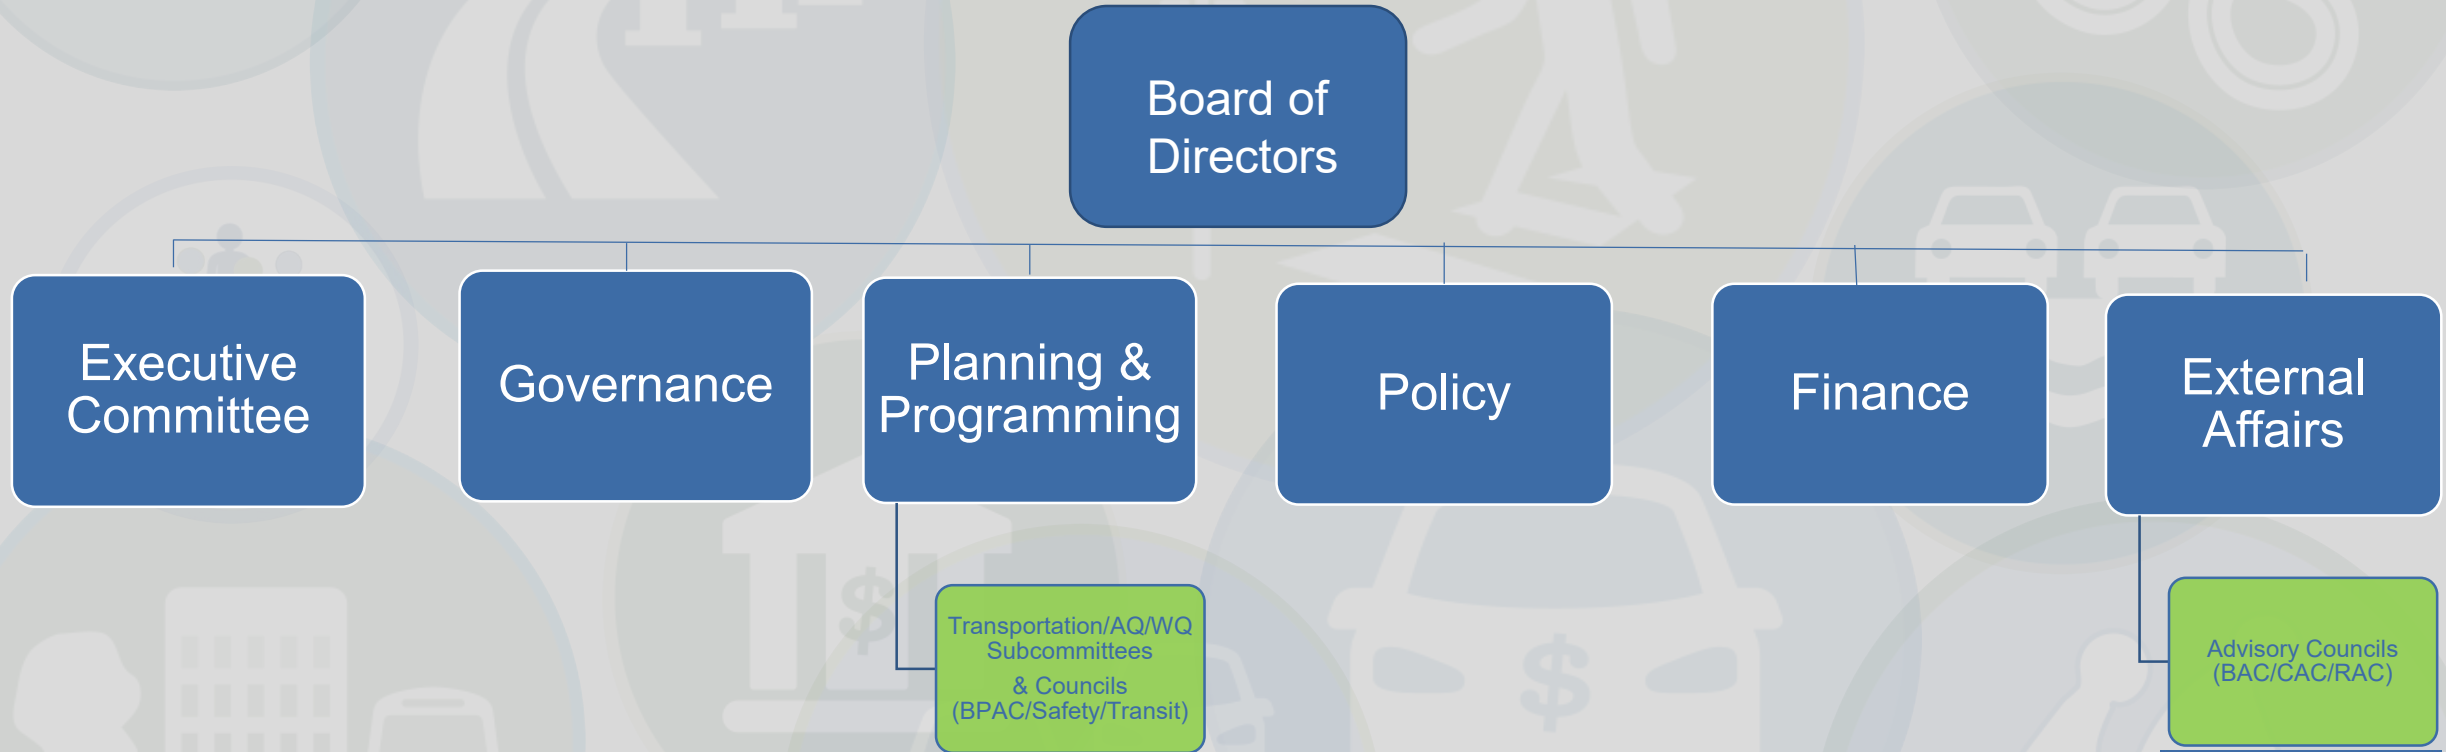 Board of
Directors
Executive
Committee
Governance
Planning &
Programming
Policy
Finance
External
Affairs
Transportation/AQ/WQ
Subcommittees
& Councils
(BPAC/Safety/Transit)
Advisory Councils
(BAC/CAC/RAC)
$
$